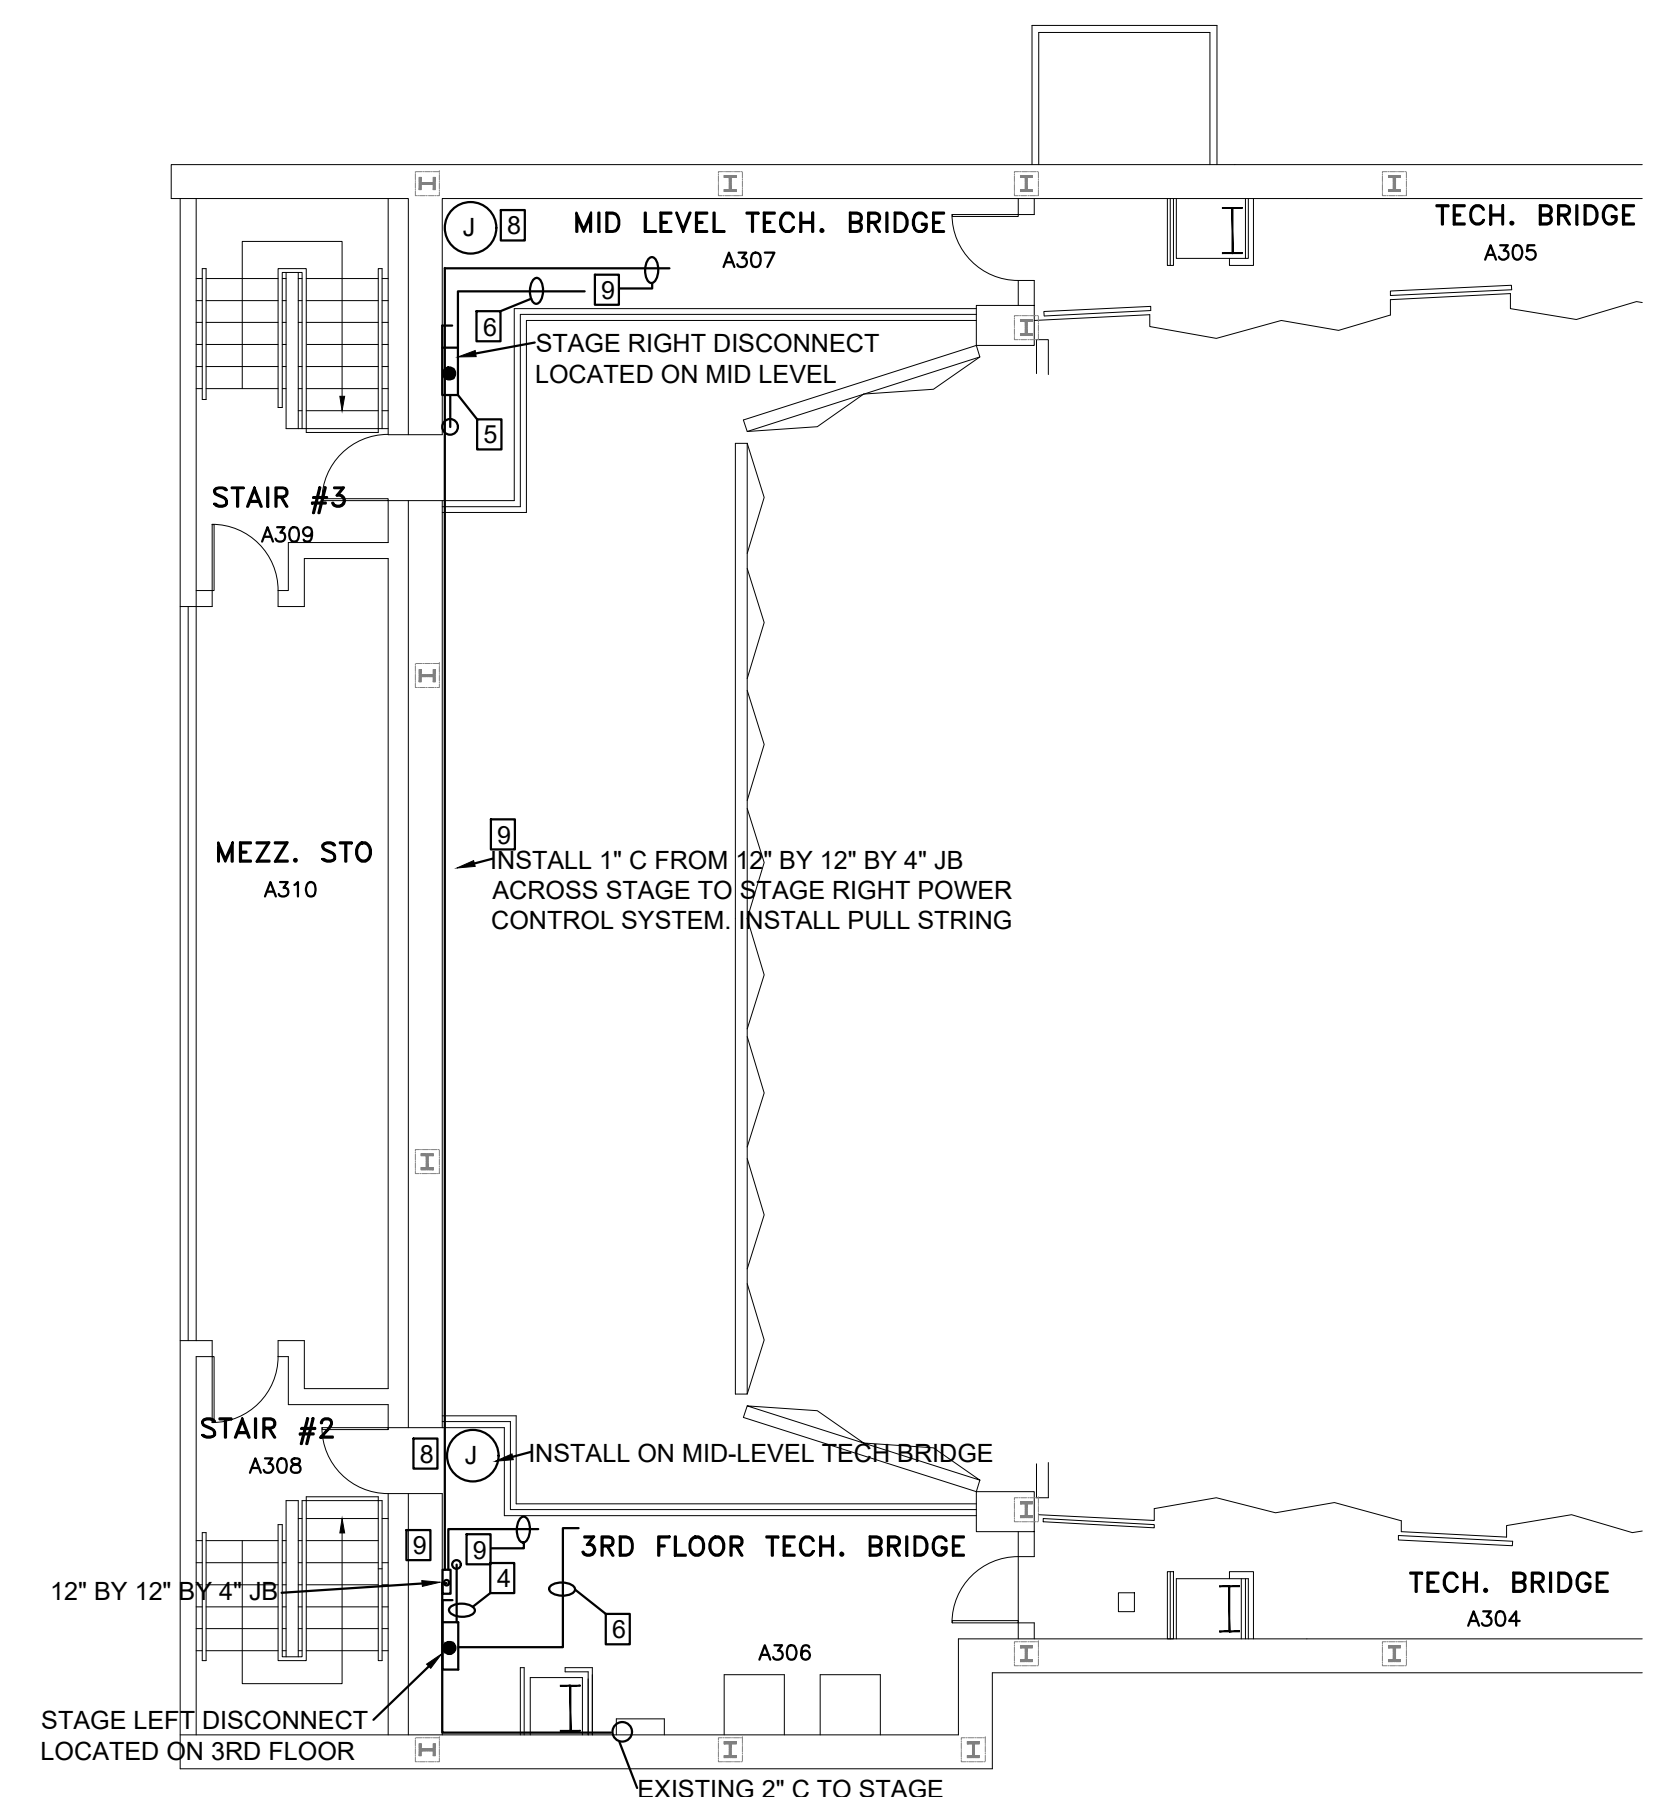 J
8
MID LEVEL TECH. BRIDGE
A307
TECH. BRIDGE
A305
9
6
STAGE RIGHT DISCONNECT
LOCATED ON MID LEVEL
5
STAIR #3
A309
9
INSTALL 1" C FROM 12" BY 12" BY 4" JB
ACROSS STAGE TO STAGE RIGHT POWER
CONTROL SYSTEM. INSTALL PULL STRING
MEZZ. STO
A310
STAIR #2
A308
8
J
INSTALL ON MID-LEVEL TECH BRIDGE
9
9
3RD FLOOR TECH. BRIDGE
4
12" BY 12" BY 4" JB
6
A306
TECH. BRIDGE
A304
STAGE LEFT DISCONNECT
LOCATED ON 3RD FLOOR
EXISTING 2" C TO STAGE